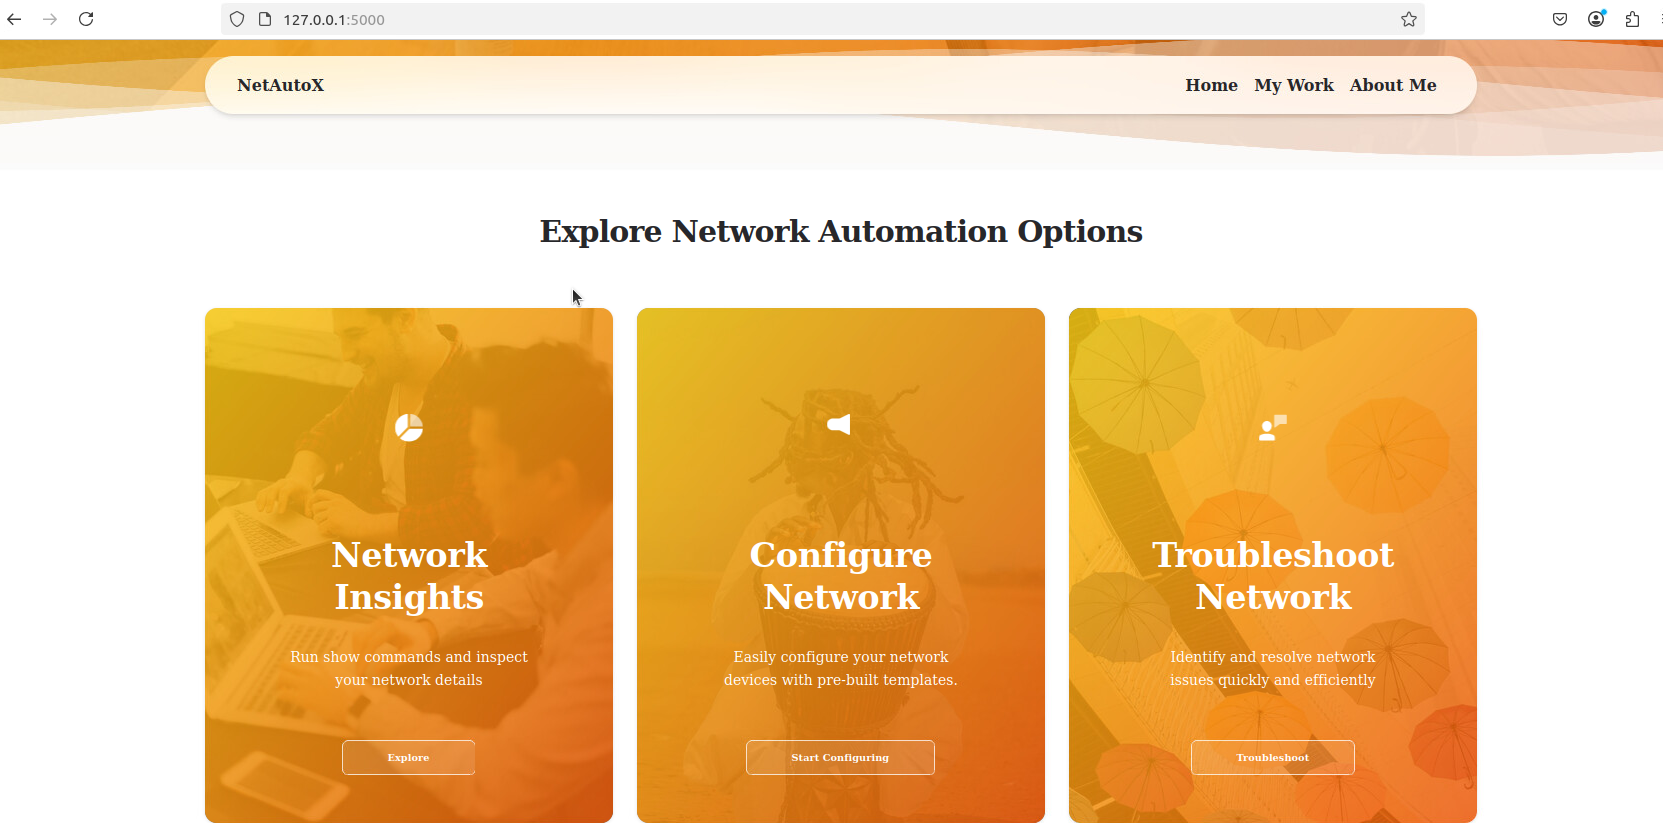 127.0.0.1:5000
NetAutoX
Home My Work About Me
Explore Network Automation Options
Network
Insights
Run show commands and inspect
your network details
Explore
Configure
Network
Easily configure your network
devices with pre-built templates.
Start Configuring
Troubleshoot
Network
Identify and resolve network
issues quickly and efficiently
Troubleshoot